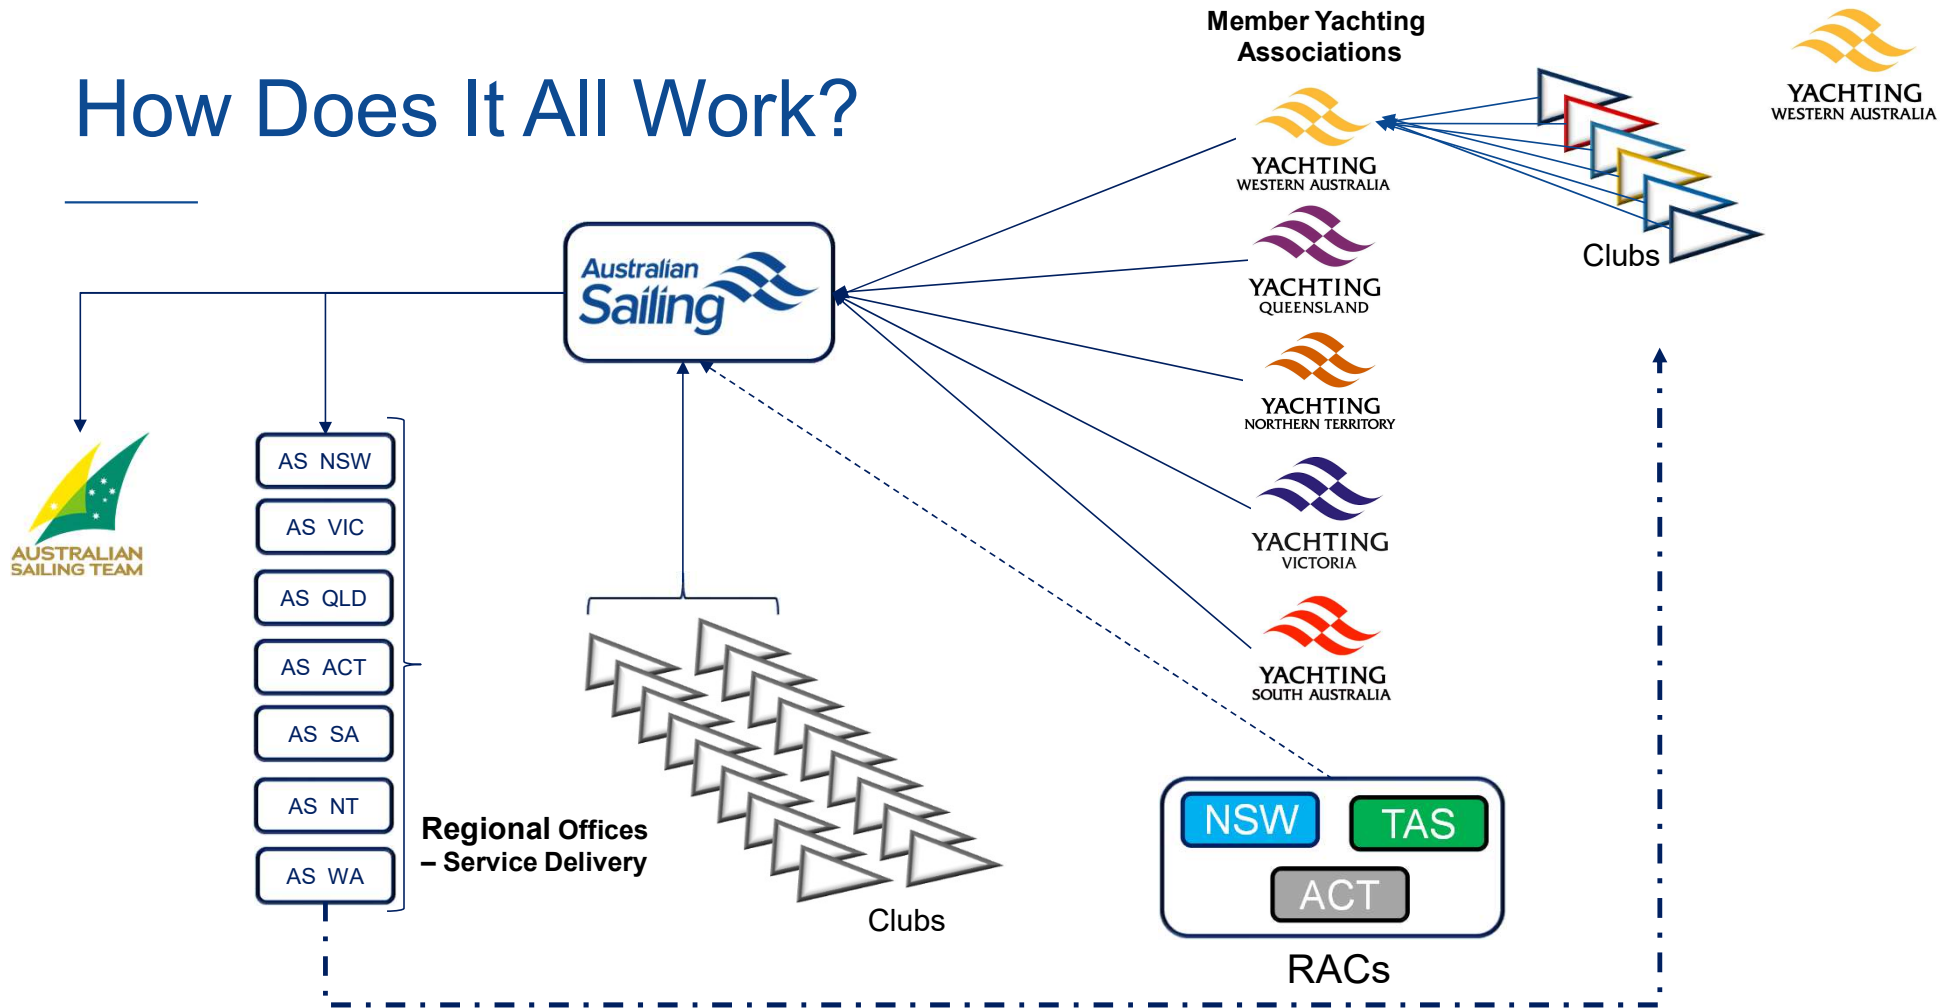 How Does It All Work?
Member Yachting
Associations
YACHTING
WESTERN AUSTRALIA
YACHTING
WESTERN AUSTRALIA
Clubs
Australian
Sailing
YACHTING
QUEENSLAND
YACHTING
NORTHERN TERRITORY
YACHTING
VICTORIA
YACHTING
SOUTH AUSTRALIA
AUSTRALIAN
SAILING TEAM
AS NSW
AS VIC
AS QLD
AS ACT
AS SA
AS NT
AS WA
Regional Offices
– Service Delivery
Clubs
NSW
TAS
ACT
RACs